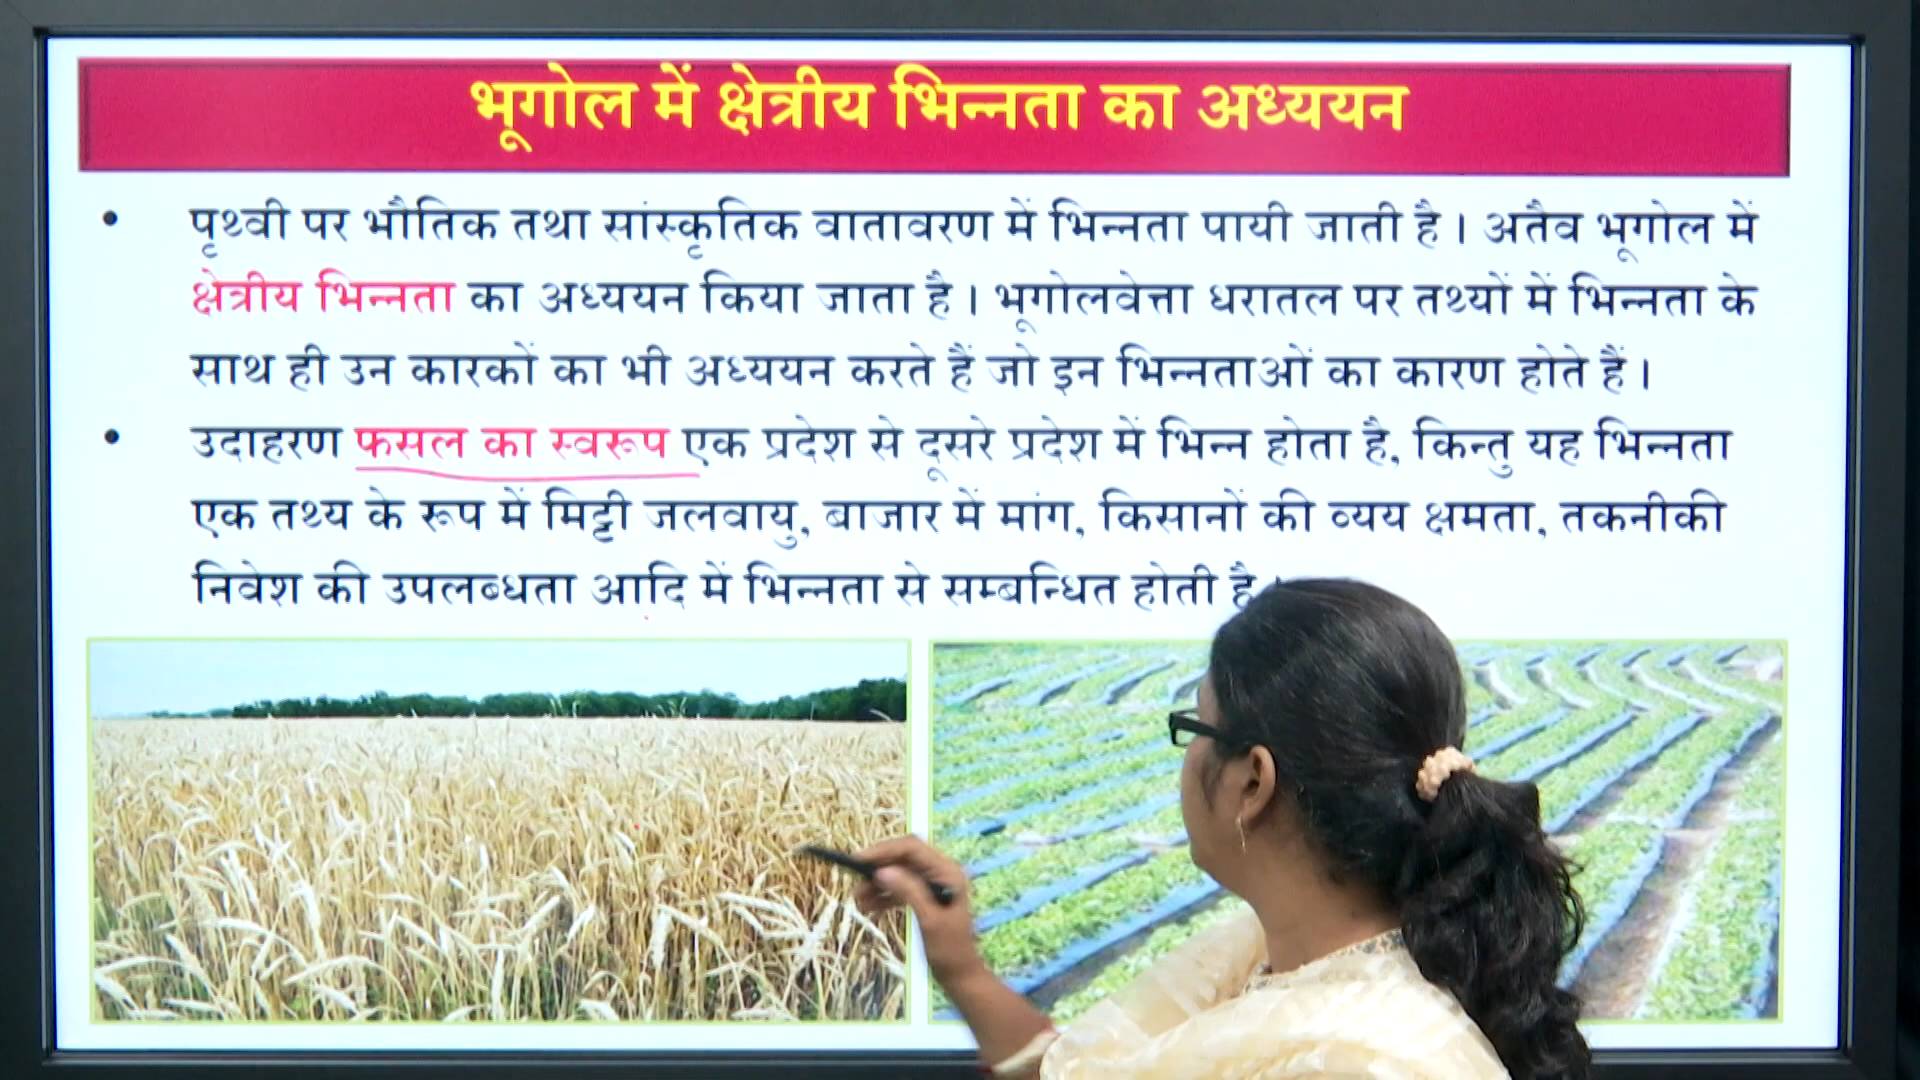 भूगोल में क्षेत्रीय भिन्नता का अध्ययन
• पृथ्वी पर भौतिक तथा सांस्कृतिक वातावरण में भिन्नता पायी जाती है। अतैव भूगोल में
क्षेत्रीय भिन्नता का अध्ययन किया जाता है। भूगोलवेत्ता धरातल पर तथ्यों में भिन्नता के
साथ ही उन कारकों का भी अध्ययन करते हैं जो इन भिन्नताओं का कारण होते हैं।
• उदाहरण फसल का स्वरूप एक प्रदेश से दूसरे प्रदेश में भिन्न होता है, किन्तु यह भिन्नता
एक तथ्य के रूप में मिट्टी जलवायु, बाजार में मांग, किसानों की व्यय क्षमता, तकनीकी
निवेश की उपलब्धता आदि में भिन्नता से सम्बन्धित होती है